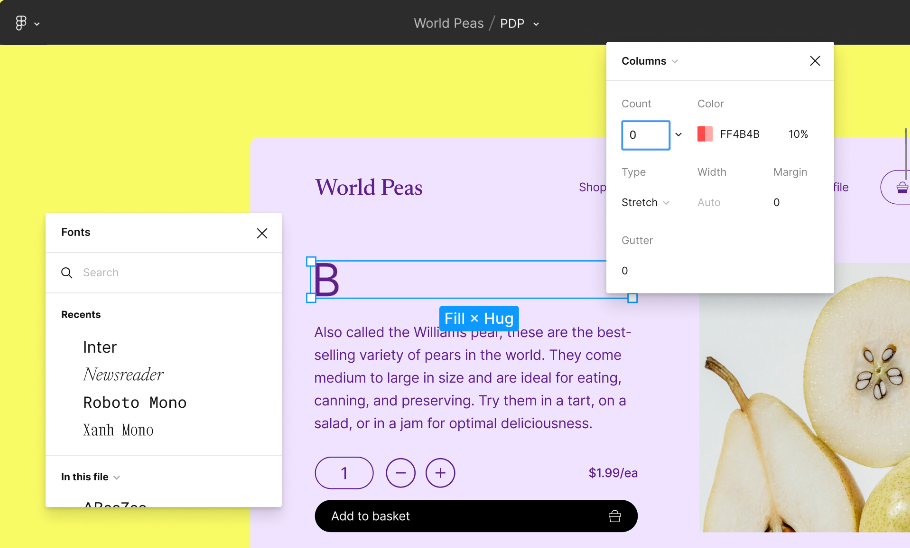 World Peas / PDP
Columns
Count
Color
0
FF4B4B
10%
Type
Width
Margin
Stretch
Auto
0
Gutter
0
World Peas
Shop
file
Fonts
Search
Recents
Inter
Newsreader
Roboto Mono
Xanh Mono
In this file
B
Fill × Hug
Also called the Williams pear, these are the best-
selling variety of pears in the world. They come
medium to large in size and are ideal for eating,
canning, and preserving. Try them in a tart, on a
salad, or in a jam for optimal deliciousness.
1
$1.99/ea
Add to basket